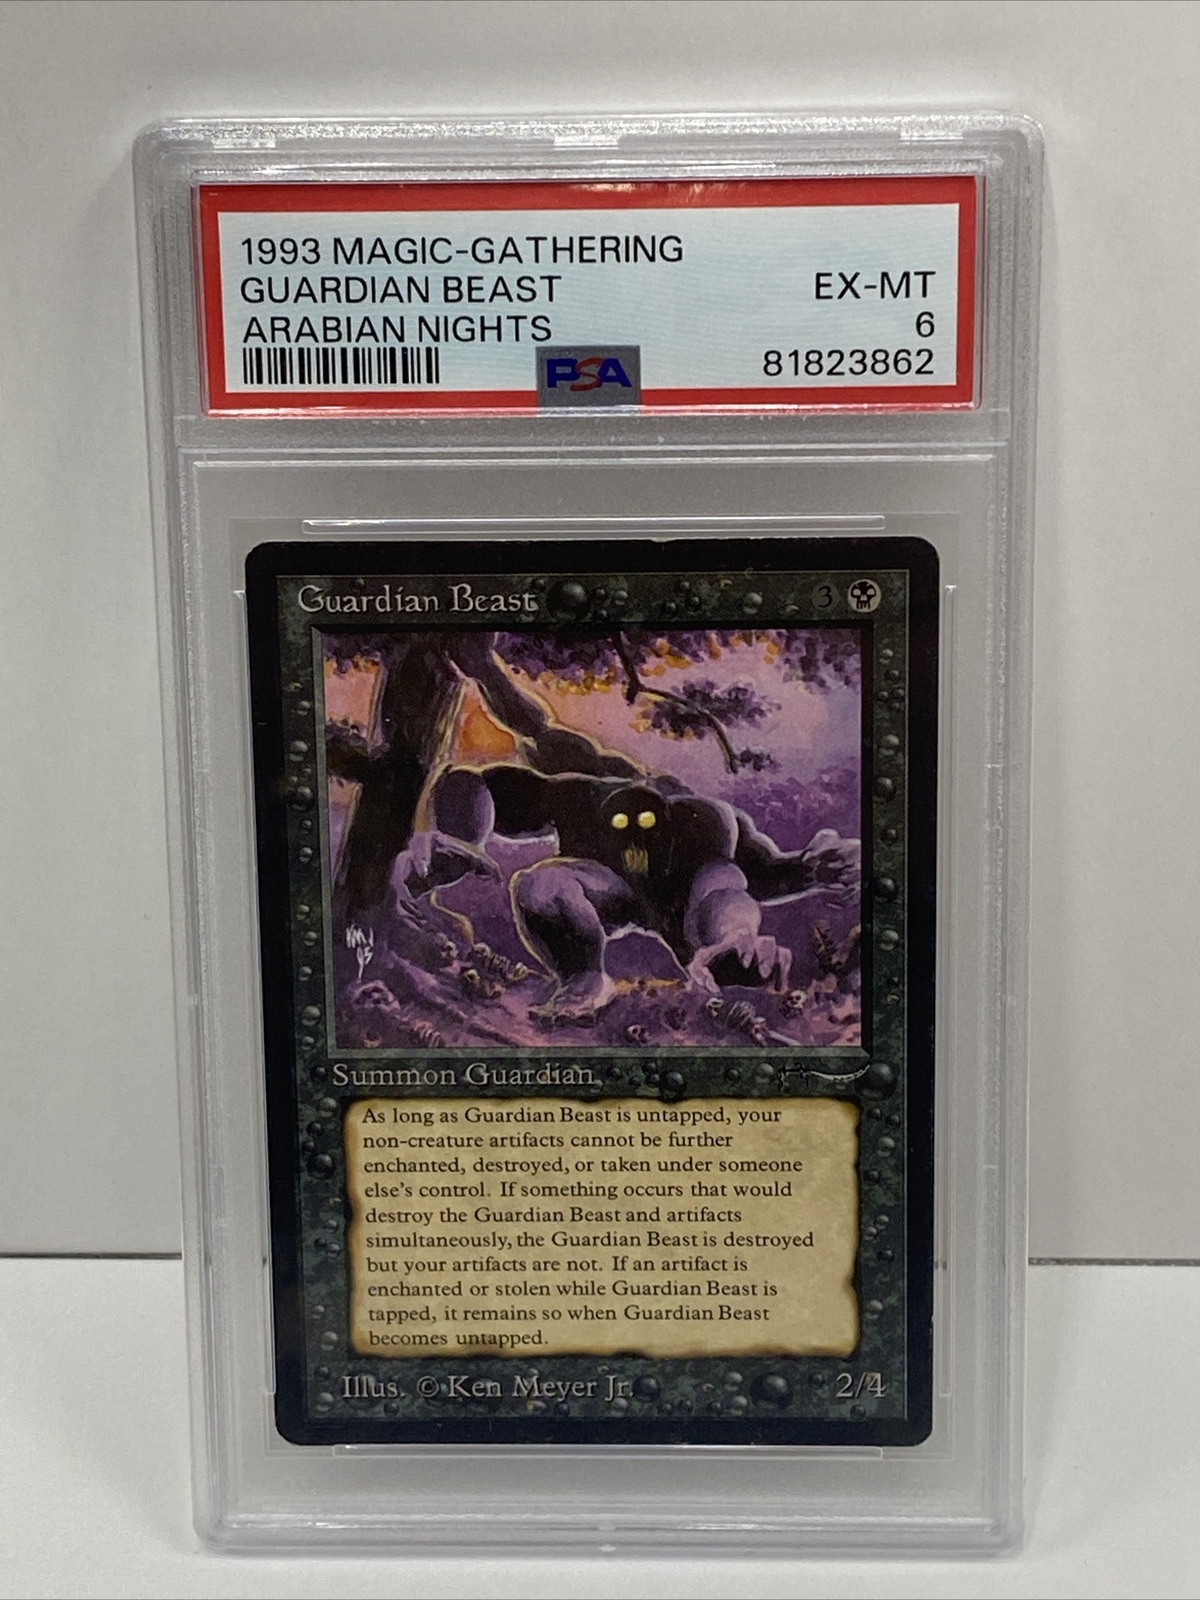 1993 MAGIC-GATHERING
GUARDIAN BEAST
EX-MT
ARABIAN NIGHTS
6
PSA
81823862
Guardian Beast
3
KMJ
95
Summon Guardian
As long as Guardian Beast is untapped, your
non-creature artifacts cannot be further
enchanted, destroyed, or taken under someone
else's control. If something occurs that would
destroy the Guardian Beast and artifacts
simultaneously, the Guardian Beast is destroyed
but your artifacts are not. If an artifact is
enchanted or stolen while Guardian Beast is
tapped, it remains so when Guardian Beast
becomes untapped.
Illus. © Ken Meyer Jr.
2/4